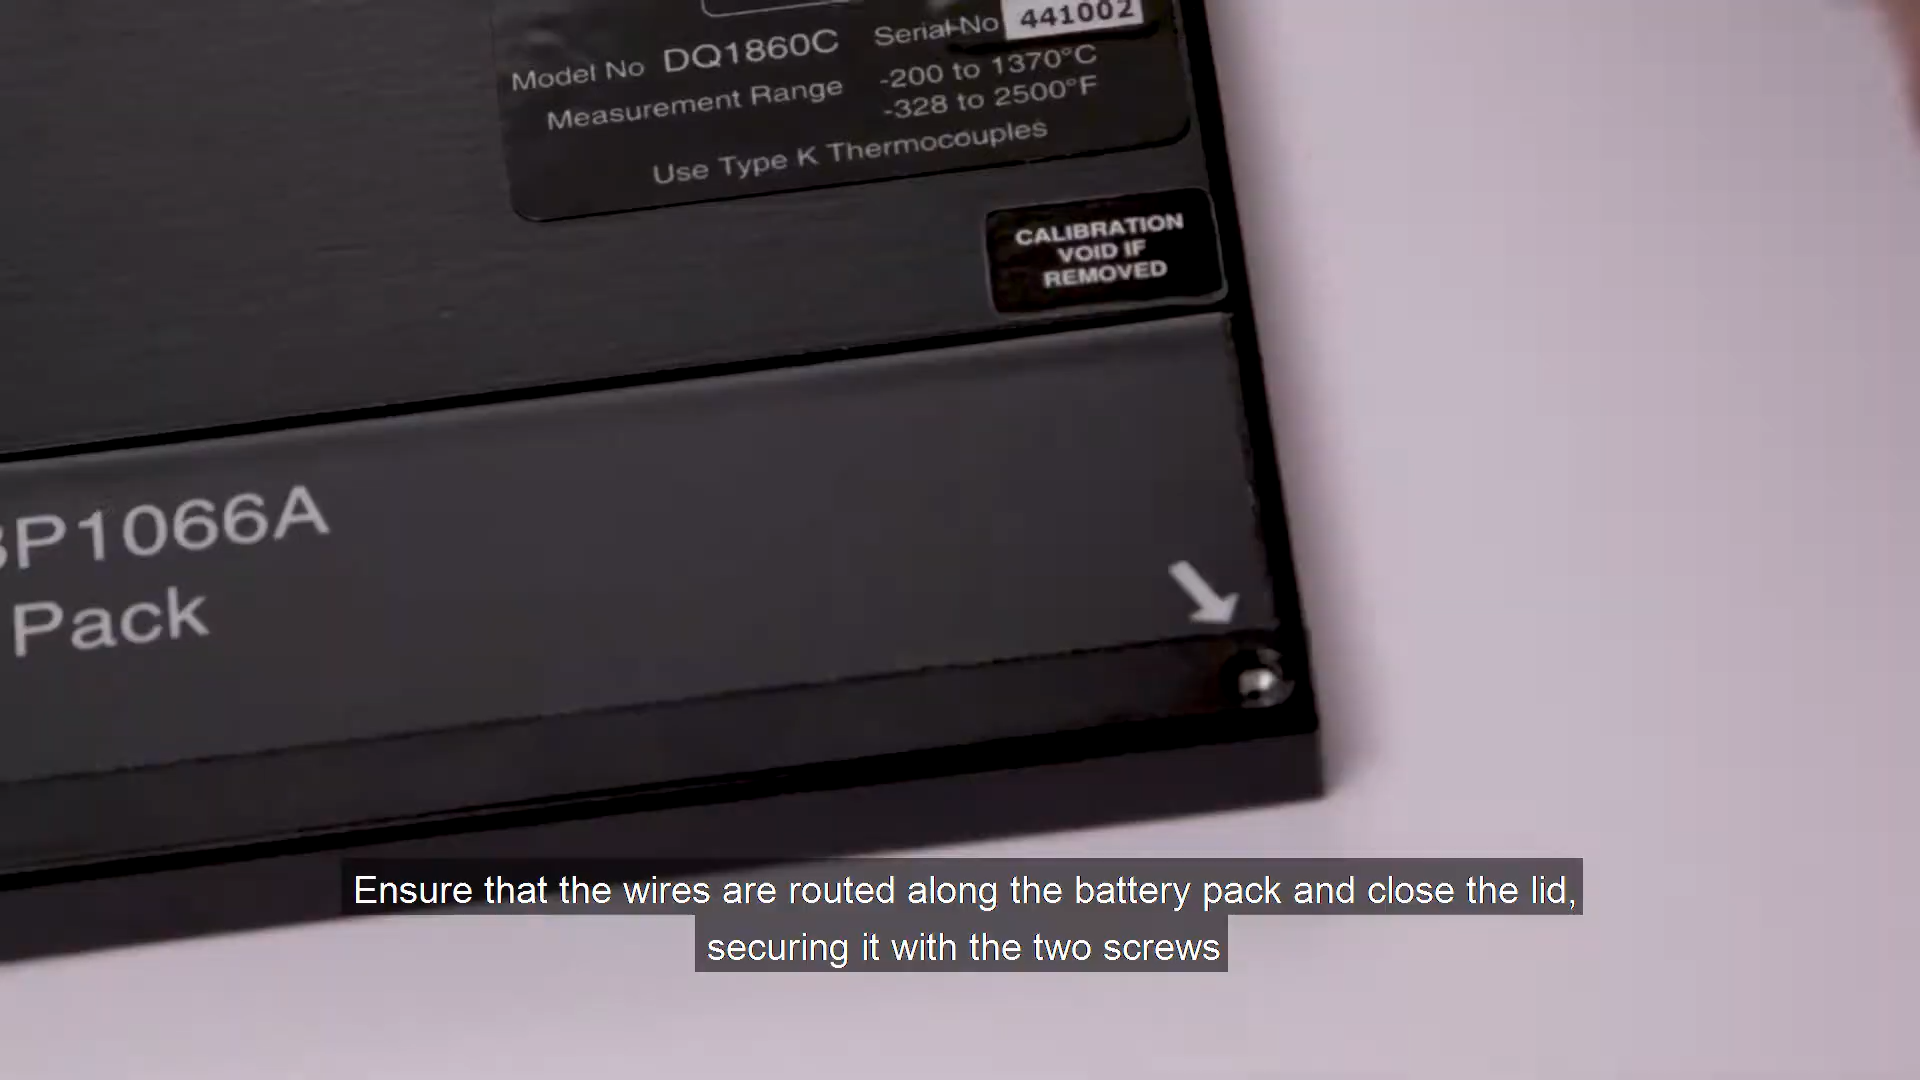 Model No DQ1860C Serial No 441002
Measurement Range -200 to 1370°C
-328 to 2500°F
Use Type K Thermocouples
CALIBRATION
VOID IF
REMOVED
BP1066A
Pack
Ensure that the wires are routed along the battery pack and close the lid,
securing it with the two screws